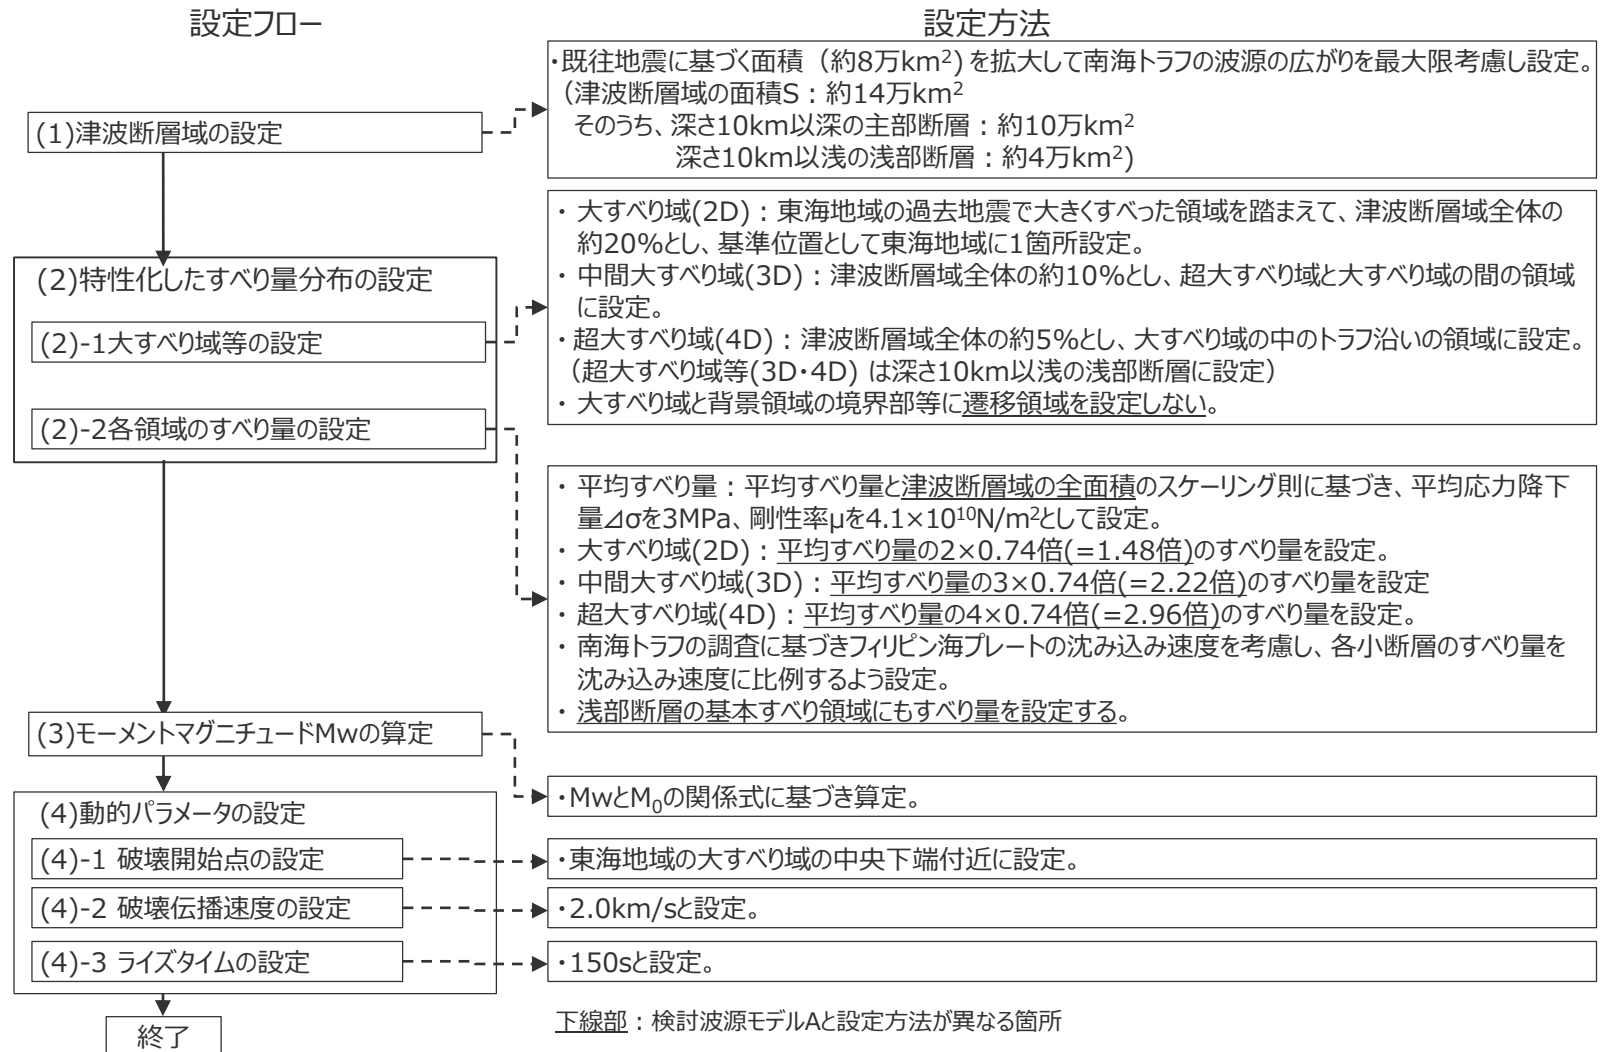 設定フロー
設定方法
(1)津波断層域の設定
・既往地震に基づく面積（約8万km²）を拡大して南海トラフの波源の広がりを最大限考慮し設定。
（津波断層域の面積S：約14万km²
そのうち、深さ10km以深の主部断層：約10万km²
深さ10km以浅の浅部断層：約4万km²)
(2)特性化したすべり量分布の設定
(2)-1大すべり域等の設定
・大すべり域(2D)：東海地域の過去地震で大きくすべった領域を踏まえて、津波断層域全体の
約20%とし、基準位置として東海地域に1箇所設定。
・中間大すべり域(3D)：津波断層域全体の約10%とし、超大すべり域と大すべり域の間の領域
に設定。
・超大すべり域(4D)：津波断層域全体の約5%とし、大すべり域の中のトラフ沿いの領域に設定。
（超大すべり域等(3D・4D) は深さ10km以浅の浅部断層に設定）
・大すべり域と背景領域の境界部等に遷移領域を設定しない。
(2)-2各領域のすべり量の設定
・平均すべり量：平均すべり量と津波断層域の全面積のスケーリング則に基づき、平均応力降下
量⊿σを3MPa、剛性率μを4.1×10¹⁰N/m²として設定。
・大すべり域(2D)：平均すべり量の2×0.74倍(=1.48倍)のすべり量を設定。
・中間大すべり域(3D)：平均すべり量の3×0.74倍(=2.22倍)のすべり量を設定
・超大すべり域(4D)：平均すべり量の4×0.74倍(=2.96倍)のすべり量を設定。
・南海トラフの調査に基づきフィリピン海プレートの沈み込み速度を考慮し、各小断層のすべり量を
沈み込み速度に比例するよう設定。
・浅部断層の基本すべり領域にもすべり量を設定する。
(3)モーメントマグニチュードMwの算定
・MwとM₀の関係式に基づき算定。
(4)動的パラメータの設定
(4)-1 破壊開始点の設定
・東海地域の大すべり域の中央下端付近に設定。
(4)-2 破壊伝播速度の設定
・2.0km/sと設定。
(4)-3 ライズタイムの設定
・150sと設定。
終了
下線部：検討波源モデルAと設定方法が異なる箇所